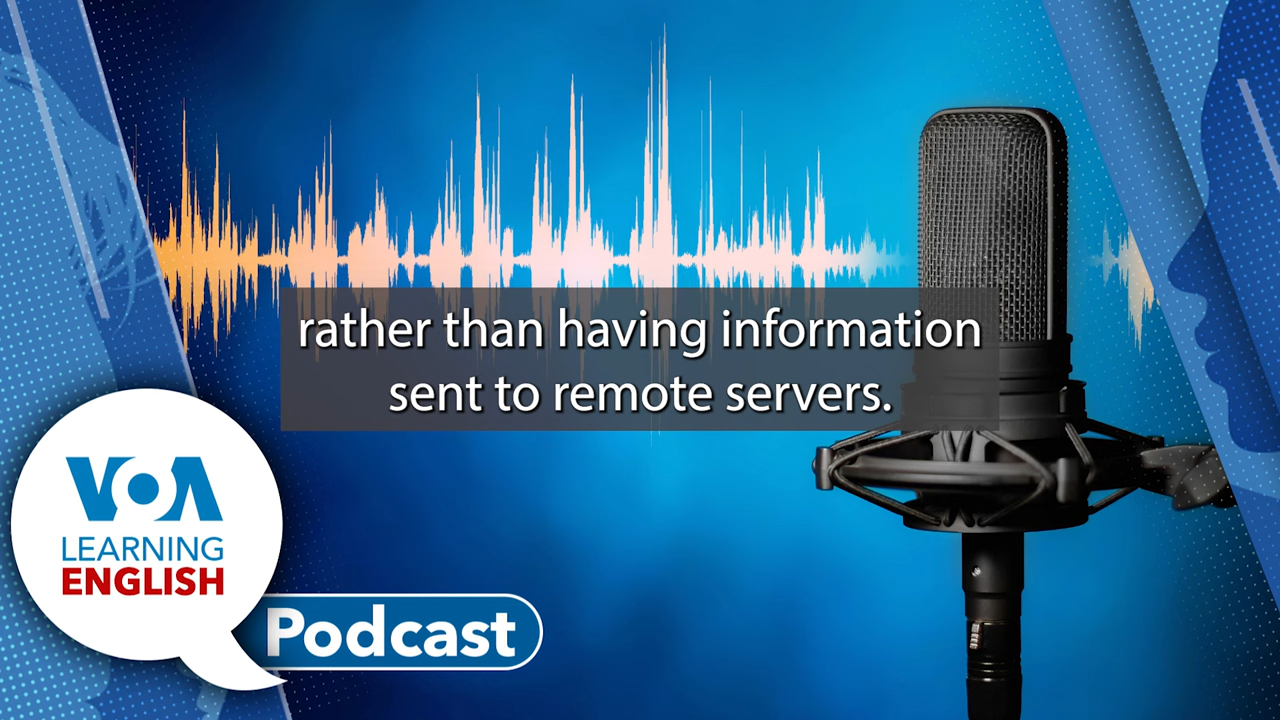 rather than having information
sent to remote servers.
VOA
LEARNING
ENGLISH
Podcast